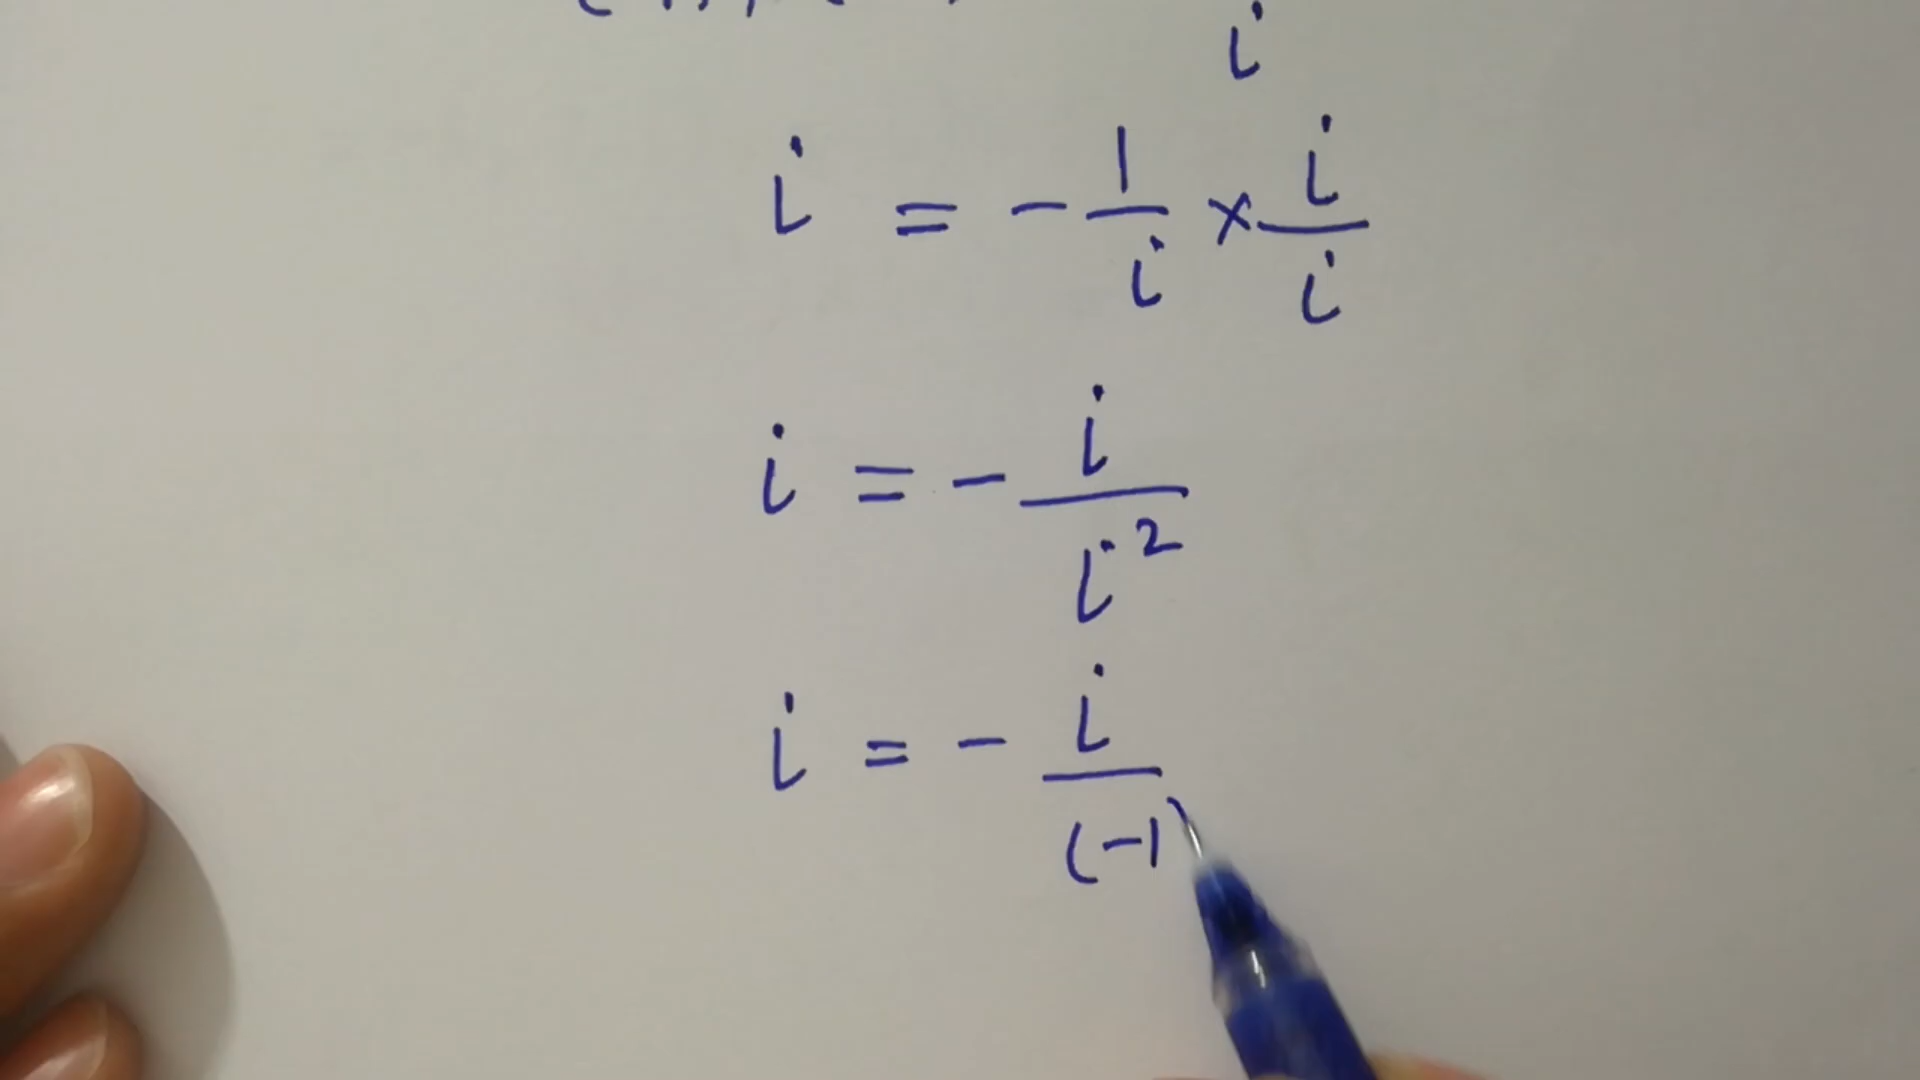 i
i = - 1/i × i/i
i = - i/i²
i = - i/(-1)